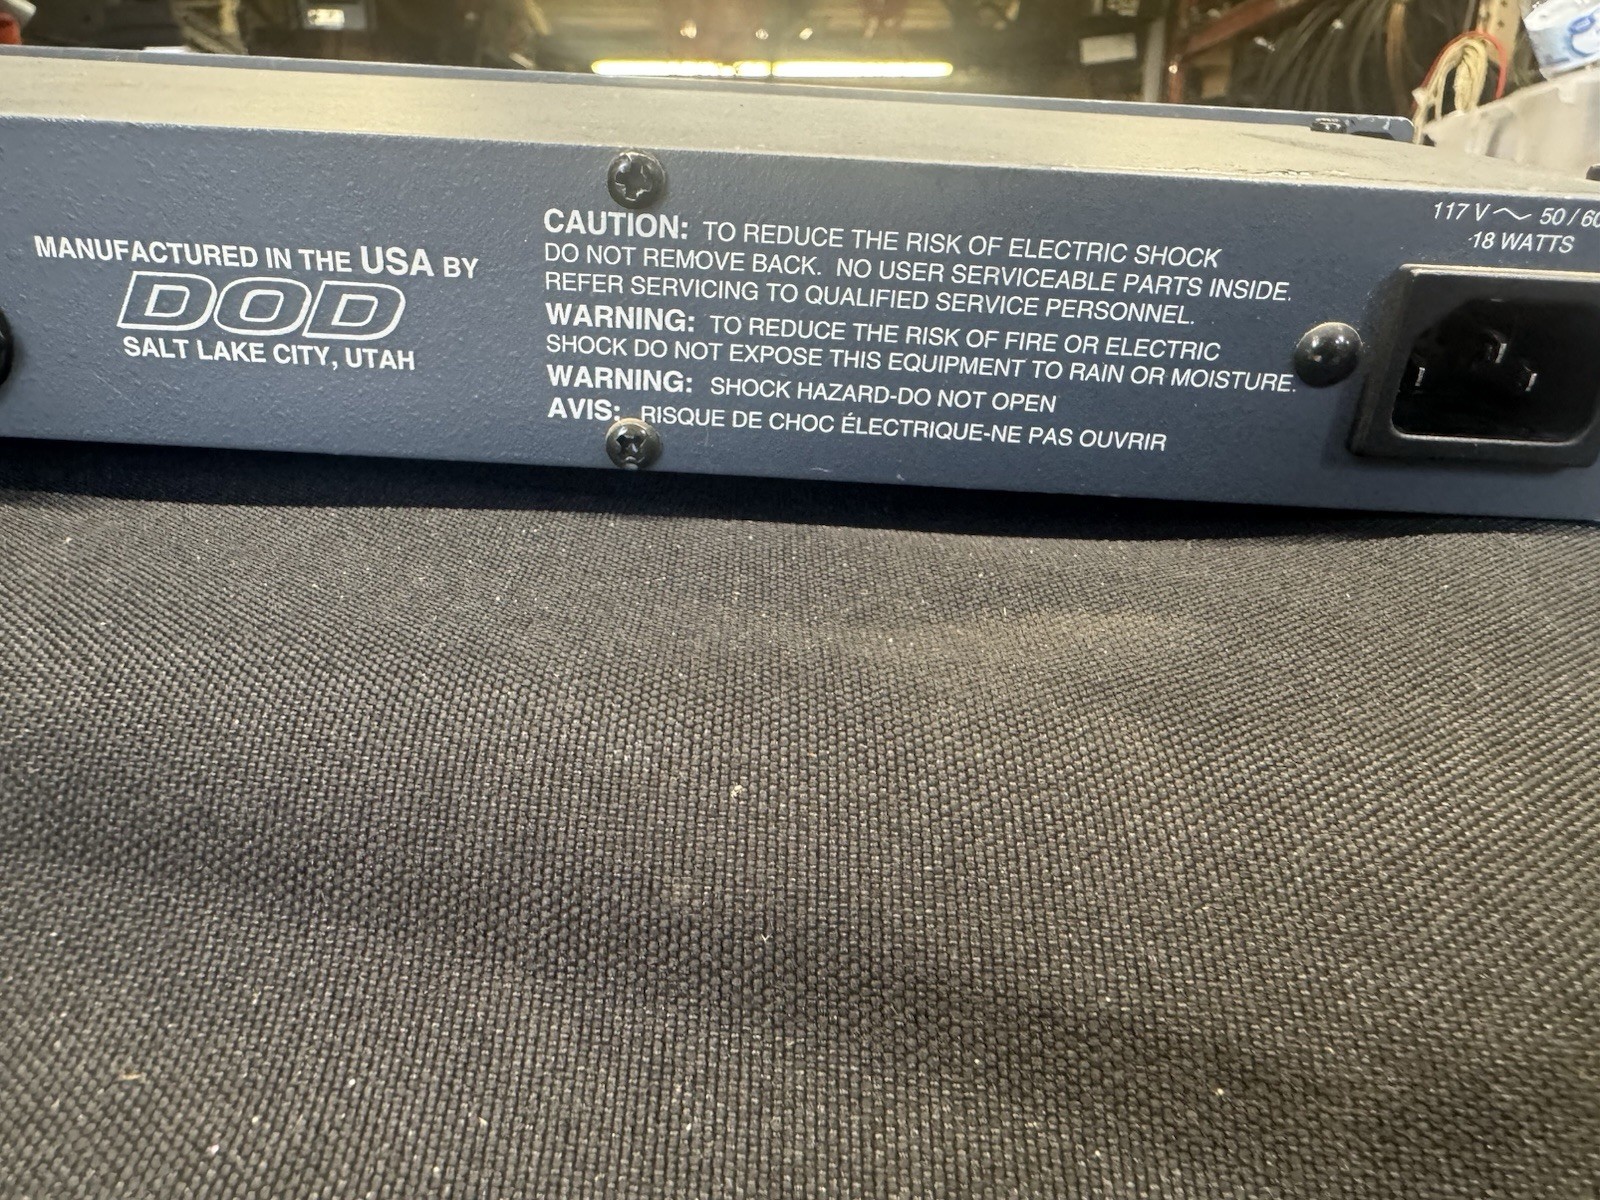 MANUFACTURED IN THE USA BY
DOD
SALT LAKE CITY, UTAH
CAUTION: TO REDUCE THE RISK OF ELECTRIC SHOCK
DO NOT REMOVE BACK. NO USER SERVICEABLE PARTS INSIDE.
REFER SERVICING TO QUALIFIED SERVICE PERSONNEL.
WARNING: TO REDUCE THE RISK OF FIRE OR ELECTRIC
SHOCK DO NOT EXPOSE THIS EQUIPMENT TO RAIN OR MOISTURE.
WARNING: SHOCK HAZARD-DO NOT OPEN
AVIS: RISQUE DE CHOC ÉLECTRIQUE-NE PAS OUVRIR
117 V ～ 50 / 60
18 WATTS